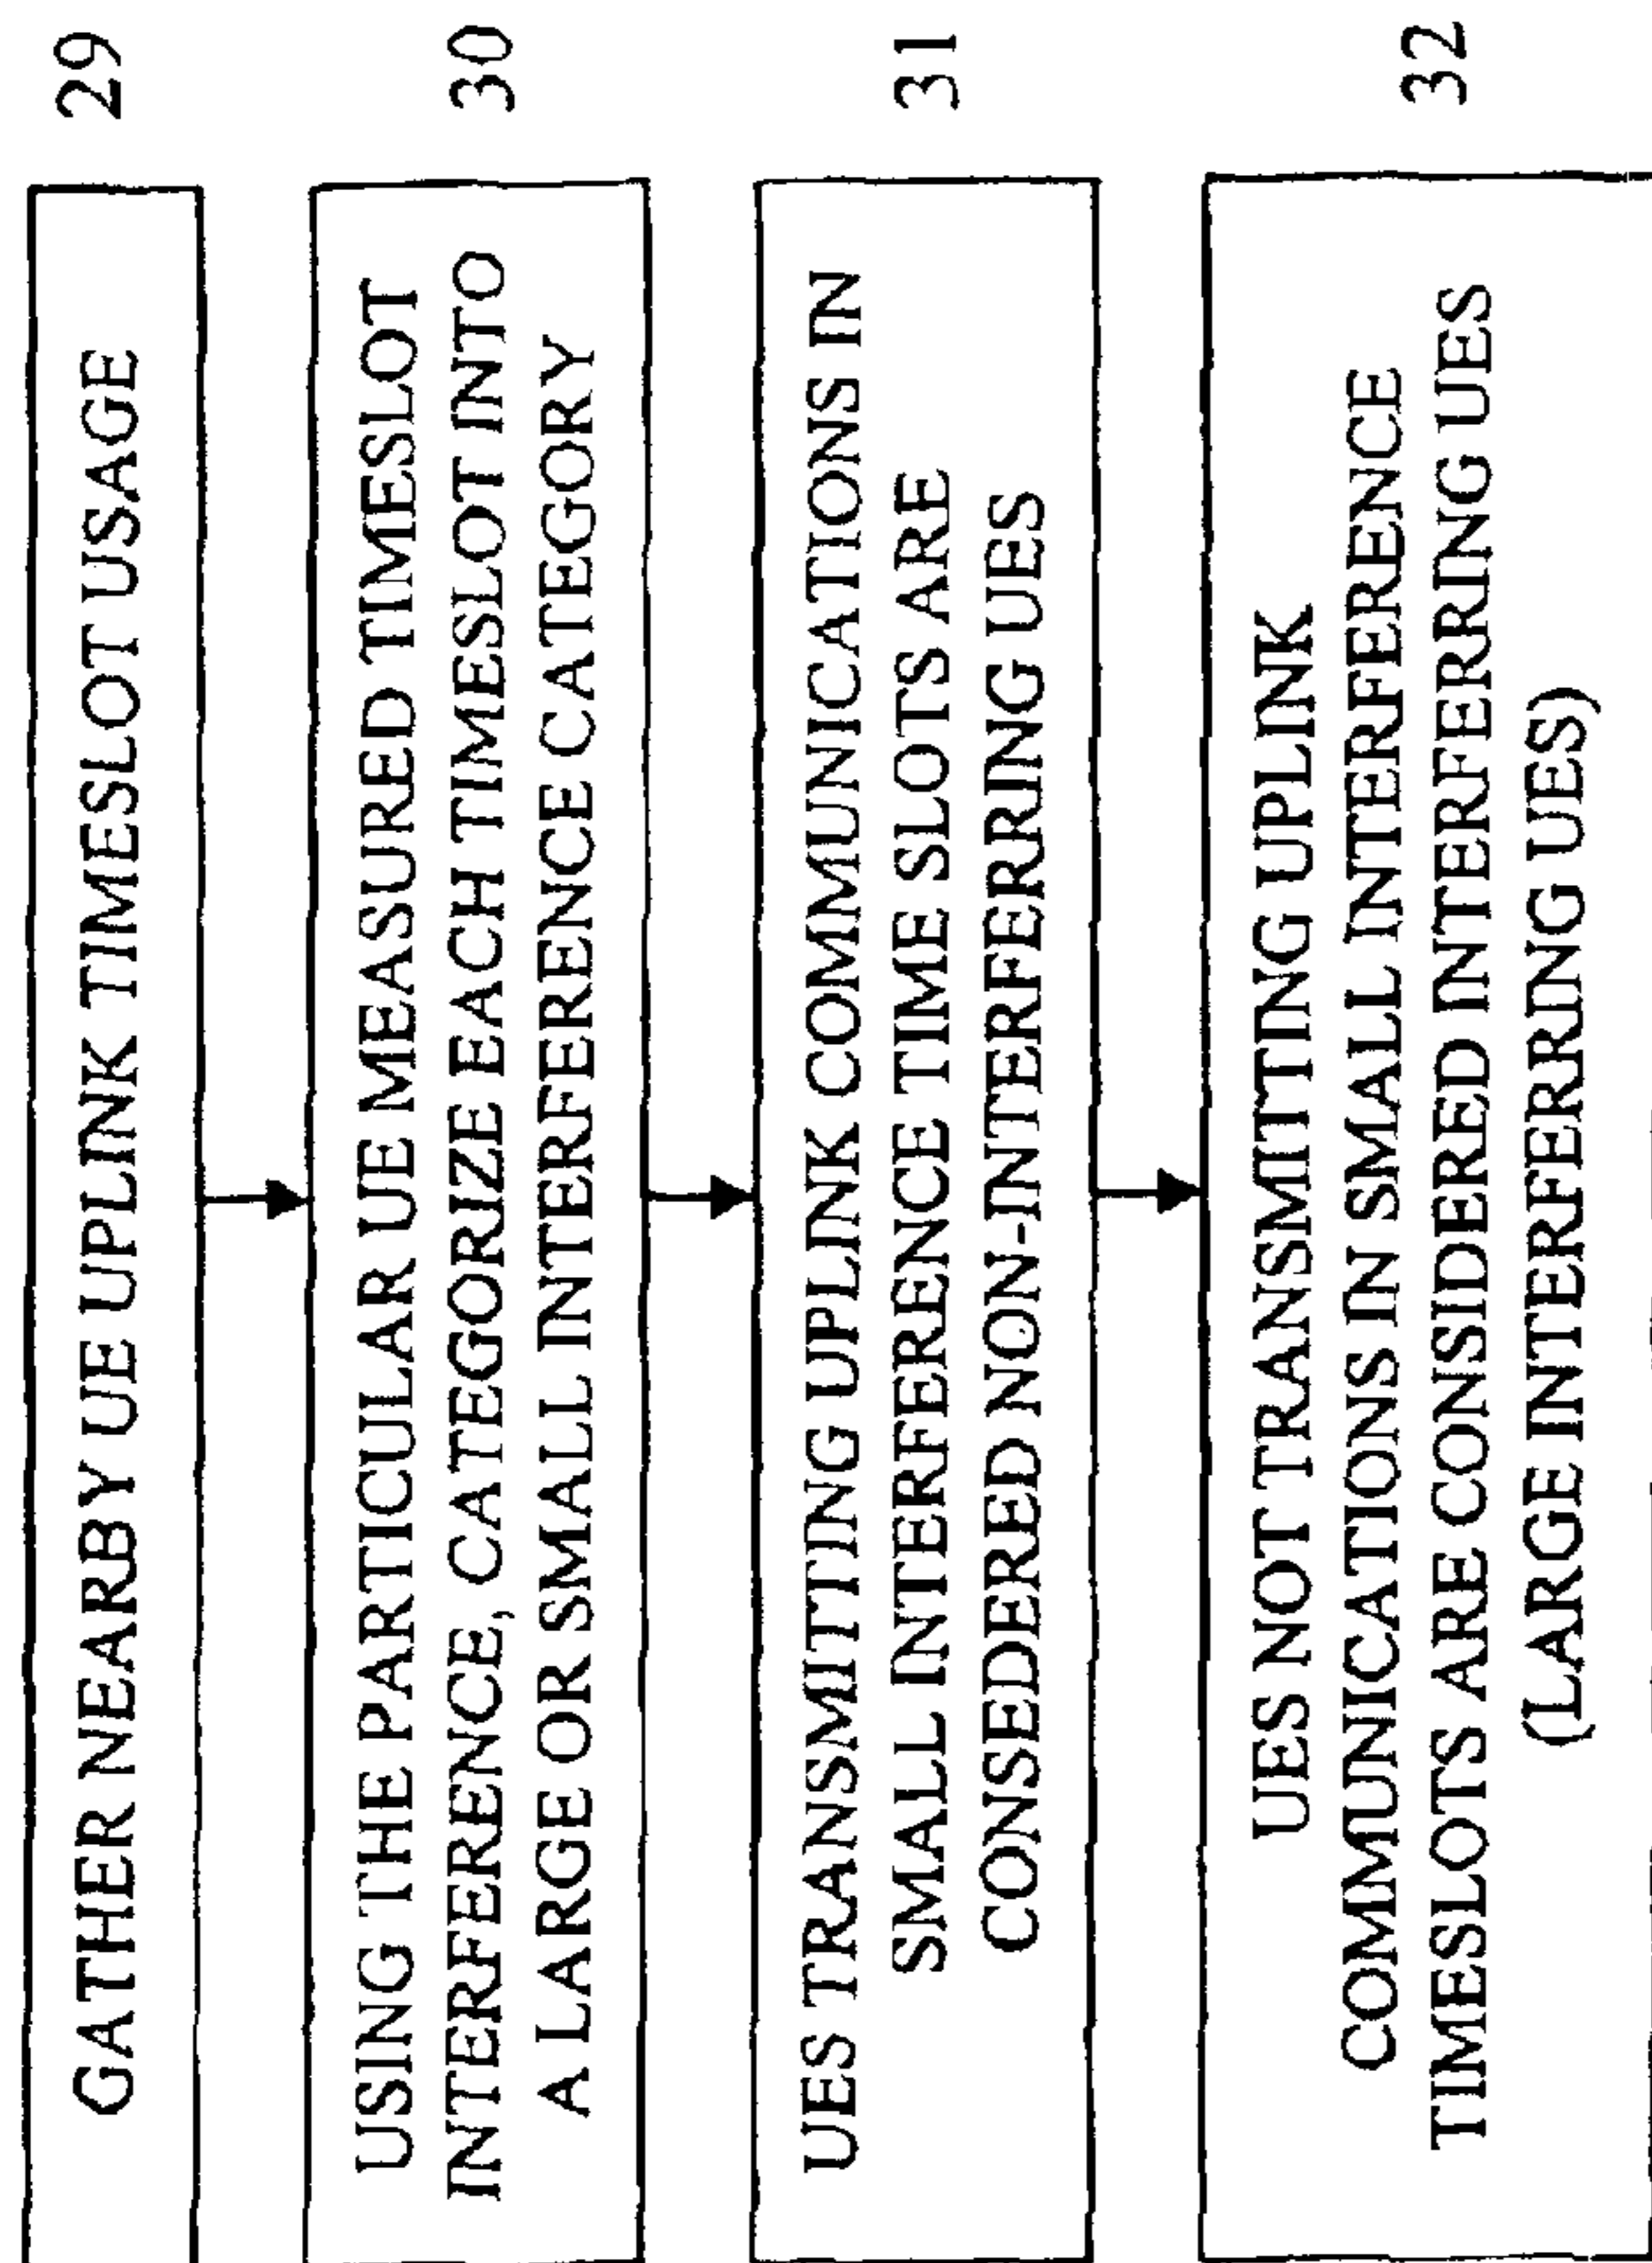 GATHER NEARBY UE UPLINK TIMESLOT USAGE
29
USING THE PARTICULAR UE MEASURED TIMESLOT
INTERFERENCE, CATEGORIZE EACH TIMESLOT INTO
A LARGE OR SMALL INTERFERENCE CATEGORY
30
UES TRANSMITING UPLINK COMMUNICATIONS IN
SMALL INTERFERENCE TIME SLOTS ARE
CONSEDERED NON-INTERFERRING UES
31
UES NOT TRANSMITTING UPLINK
COMMUNICATIONS IN SMALL INTERFERENCE
TIMESLOTS ARE CONSIDERED INTERFERRING UES
(LARGE INTERFERRING UES)
32